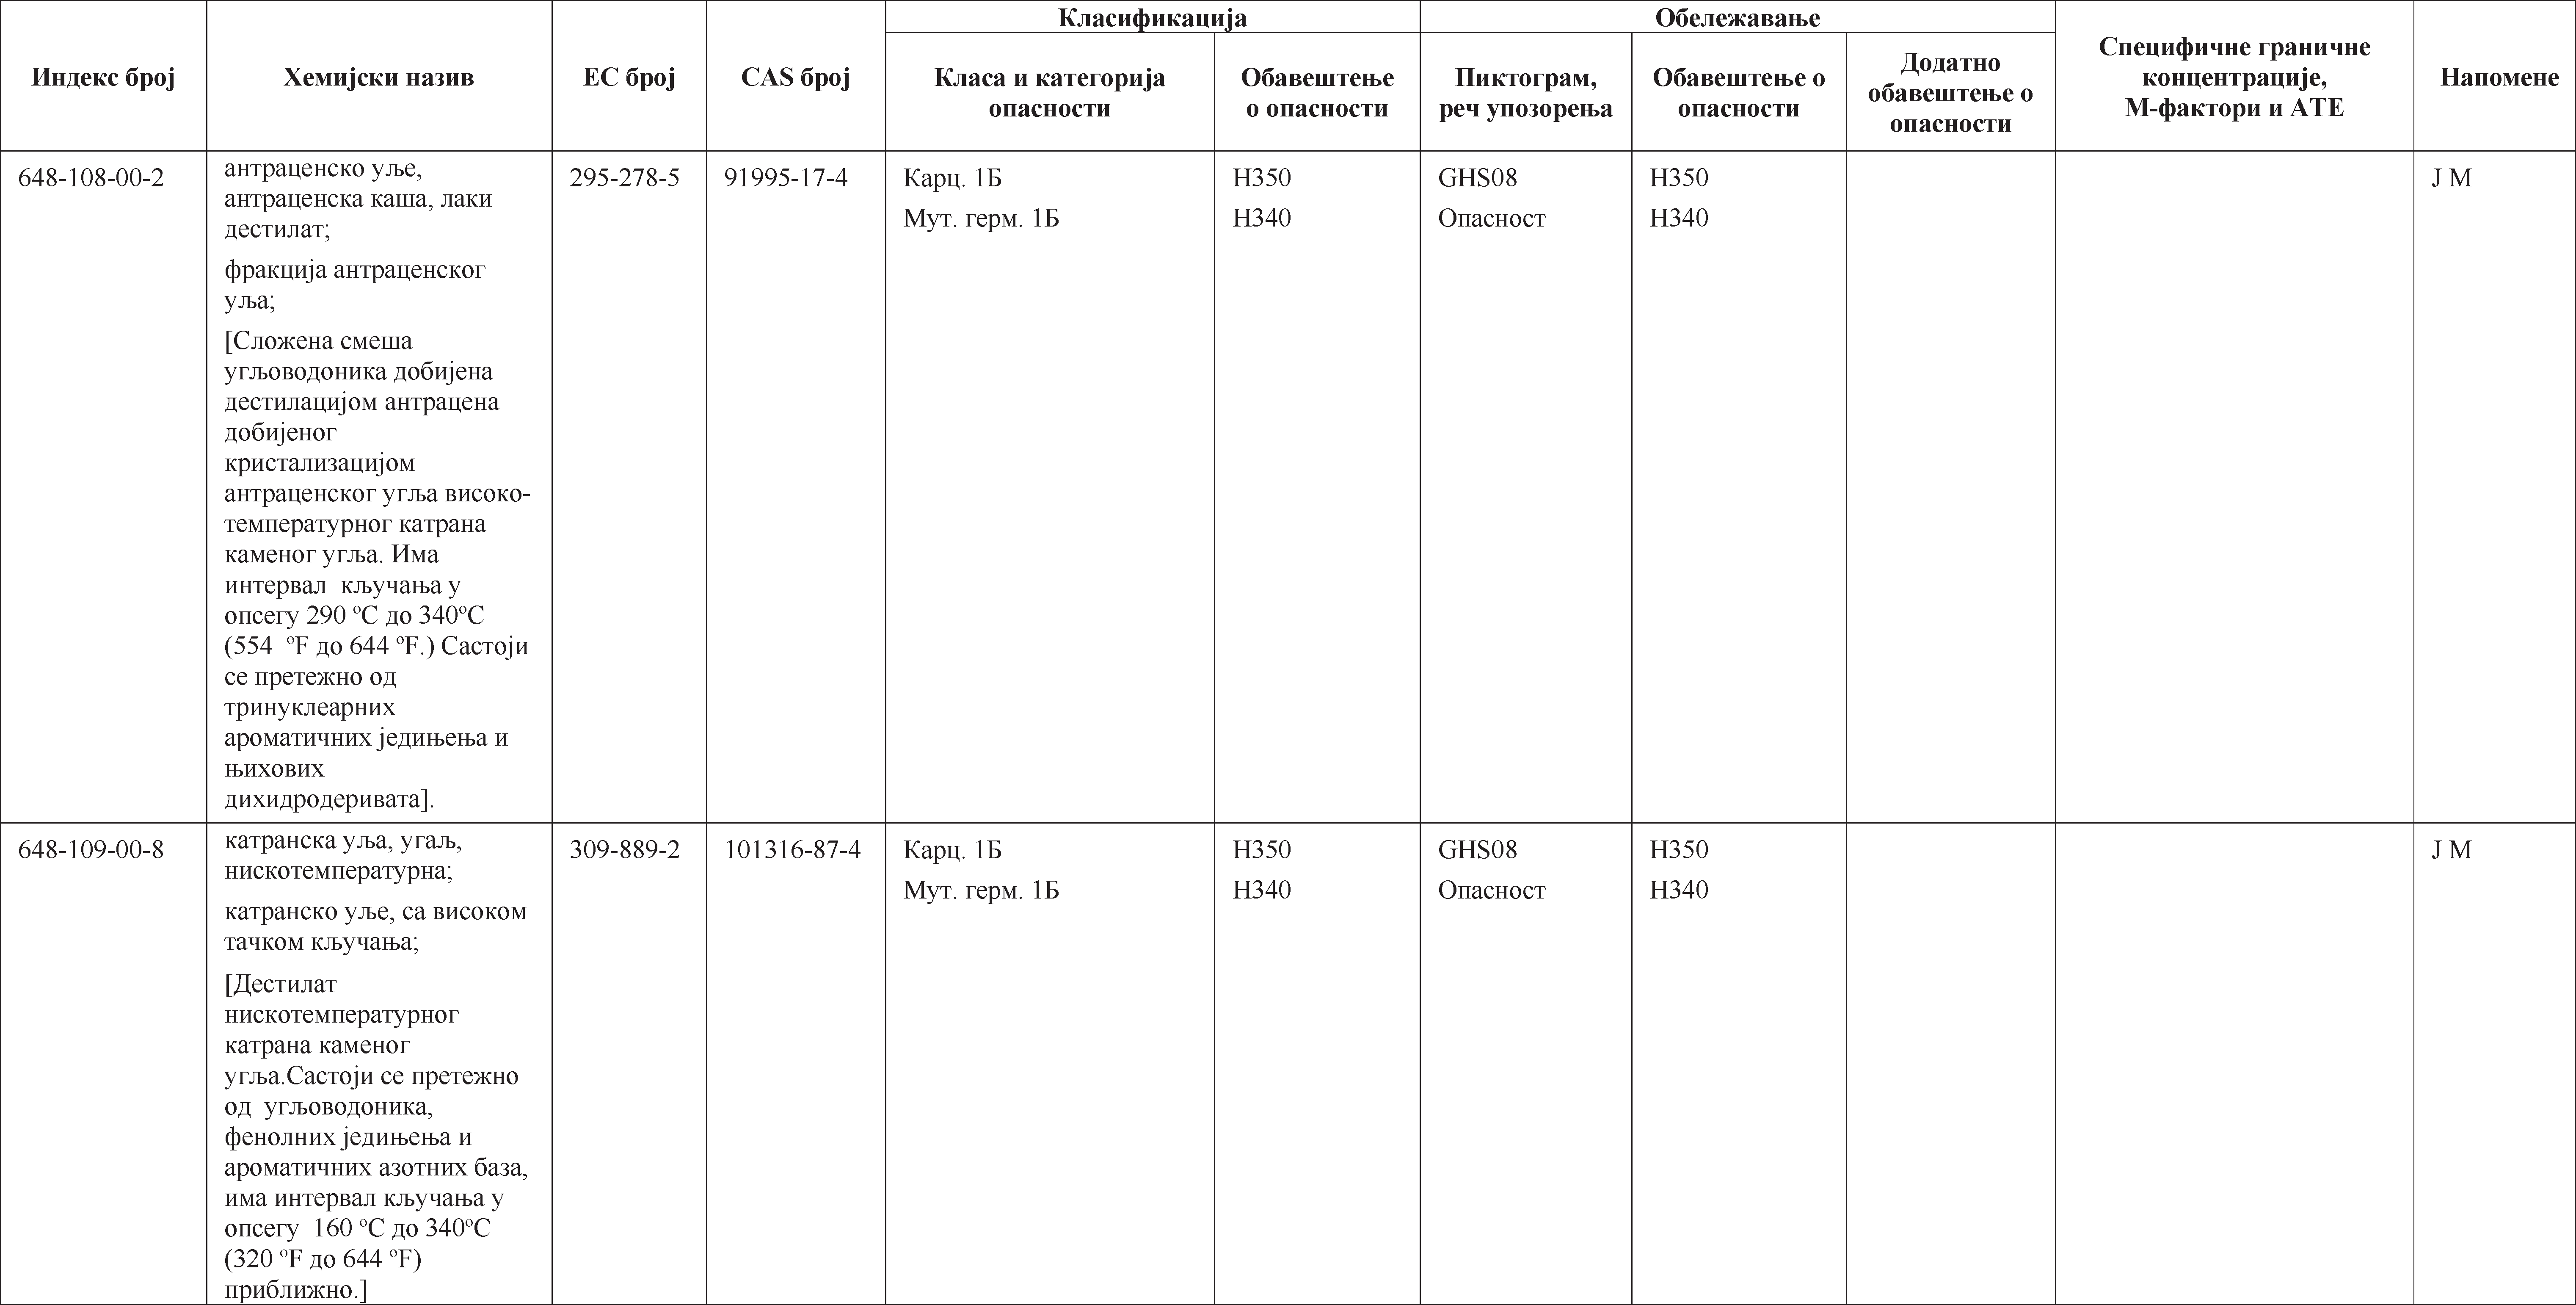 Класификација
Обележавање
Индекс број
Хемијски назив
ЕС број
CAS број
Класа и категорија
опасности
Обавештење
о опасности
Пиктограм,
реч упозорења
Обавештење о
опасности
Додатно
обавештење о
опасности
Специфичне граничне
концентрације,
М-фактори и АТЕ
Напомене
648-108-00-2
антраценско уље,
антраценска каша, лаки
дестилат;
фракција антраценског
уља;
[Сложена смеша
угљоводоника добијена
дестилацијом антрацена
добијеног
кристализацијом
антраценског угља високо-
температурног катрана
каменог угља. Има
интервал  кључања у
опсегу 290 ºC до 340ºC
(554  ºF до 644 ºF.) Састоји
се претежно од
тринуклеарних
ароматичних једињења и
њихових
дихидродеривата].
295-278-5
91995-17-4
Карц. 1Б
Мут. герм. 1Б
H350
H340
GHS08
Опасност
H350
H340
Ј М
648-109-00-8
катранска уља, угаљ,
нискотемпературна;
катранско уље, са високом
тачком кључања;
[Дестилат
нискотемпературног
катрана каменог
угља.Састоји се претежно
од  угљоводоника,
фенолних једињења и
ароматичних азотних база,
има интервал кључања у
опсегу  160 ºC до 340ºC
(320 ºF до 644 ºF)
приближно.]
309-889-2
101316-87-4
Карц. 1Б
Мут. герм. 1Б
H350
H340
GHS08
Опасност
H350
H340
Ј М